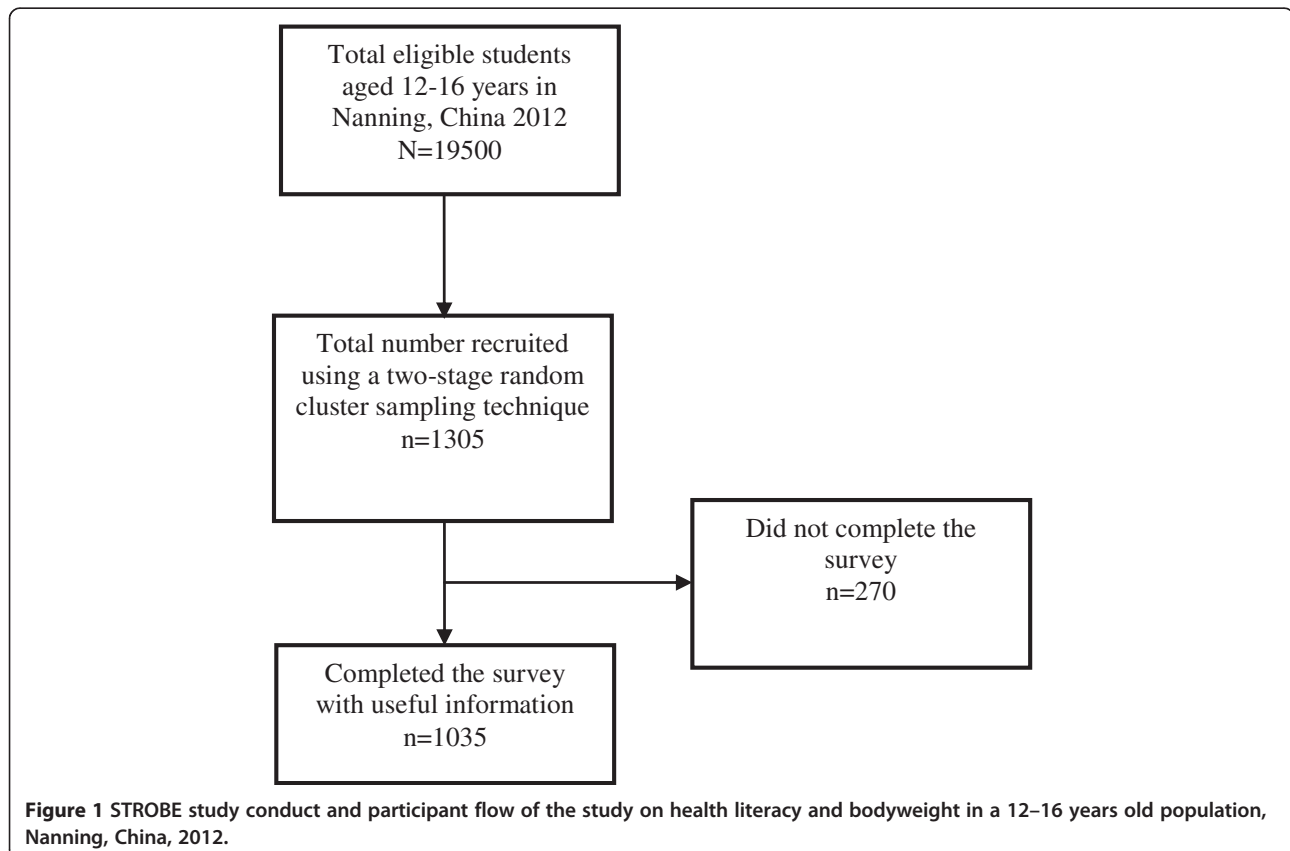 Total eligible students
aged 12-16 years in
Nanning, China 2012
N=19500
Total number recruited
using a two-stage random
cluster sampling technique
n=1305
Did not complete the
survey
n=270
Completed the survey
with useful information
n=1035
Figure 1 STROBE study conduct and participant flow of the study on health literacy and bodyweight in a 12–16 years old population,
Nanning, China, 2012.